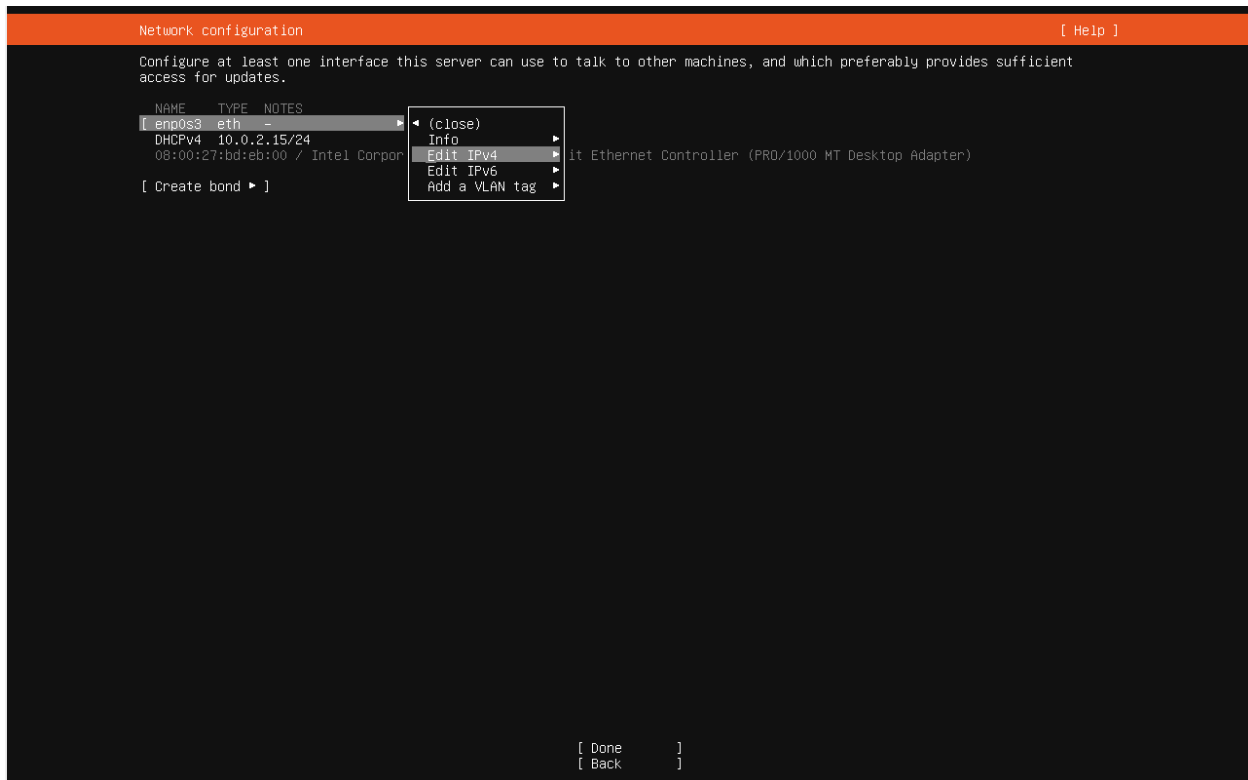 Network configuration [ Help ]
Configure at least one interface this server can use to talk to other machines, and which preferably provides sufficient
access for updates.
NAME TYPE NOTES
[ enp0s3 eth - ▸ ◂ (close)
DHCPv4 10.0.2.15/24 Info ▸
08:00:27:bd:eb:00 / Intel Corpor Edit IPv4 ▸ it Ethernet Controller (PRO/1000 MT Desktop Adapter)
Edit IPv6 ▸
[ Create bond ▸ ] Add a VLAN tag ▸
[ Done ]
[ Back ]